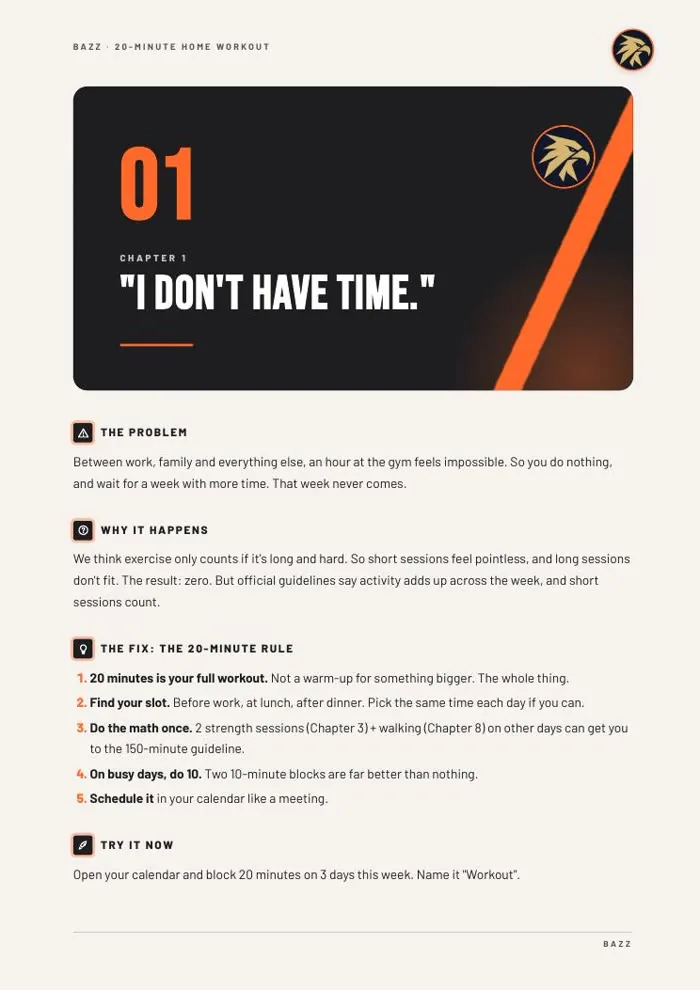 BAZZ · 20-MINUTE HOME WORKOUT
01
CHAPTER 1
"I DON'T HAVE TIME."
THE PROBLEM
Between work, family and everything else, an hour at the gym feels impossible. So you do nothing,
and wait for a week with more time. That week never comes.
WHY IT HAPPENS
We think exercise only counts if it's long and hard. So short sessions feel pointless, and long sessions
don't fit. The result: zero. But official guidelines say activity adds up across the week, and short
sessions count.
THE FIX: THE 20-MINUTE RULE
1. 20 minutes is your full workout. Not a warm-up for something bigger. The whole thing.
2. Find your slot. Before work, at lunch, after dinner. Pick the same time each day if you can.
3. Do the math once. 2 strength sessions (Chapter 3) + walking (Chapter 8) on other days can get you
to the 150-minute guideline.
4. On busy days, do 10. Two 10-minute blocks are far better than nothing.
5. Schedule it in your calendar like a meeting.
TRY IT NOW
Open your calendar and block 20 minutes on 3 days this week. Name it "Workout".
BAZZ